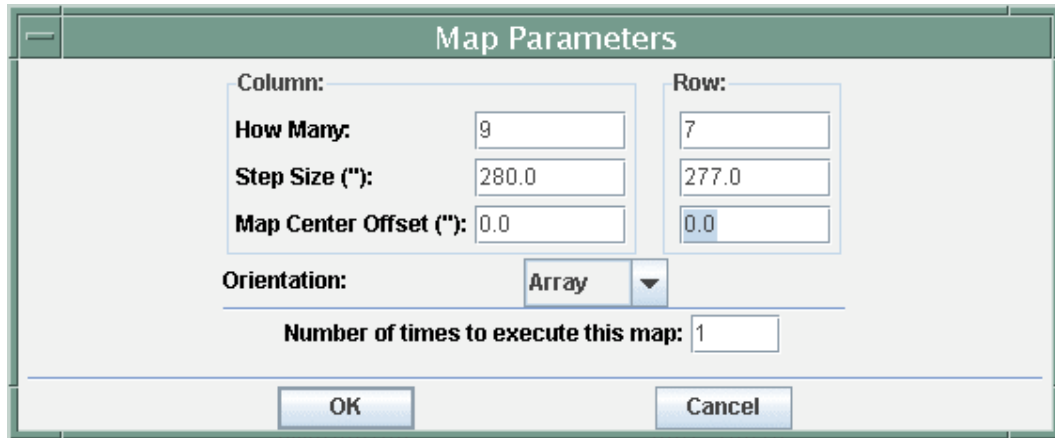 Map Parameters
Column: Row:
How Many: 9 7
Step Size ("): 280.0 277.0
Map Center Offset ("): 0.0 0.0
Orientation: Array
Number of times to execute this map: 1
OK Cancel